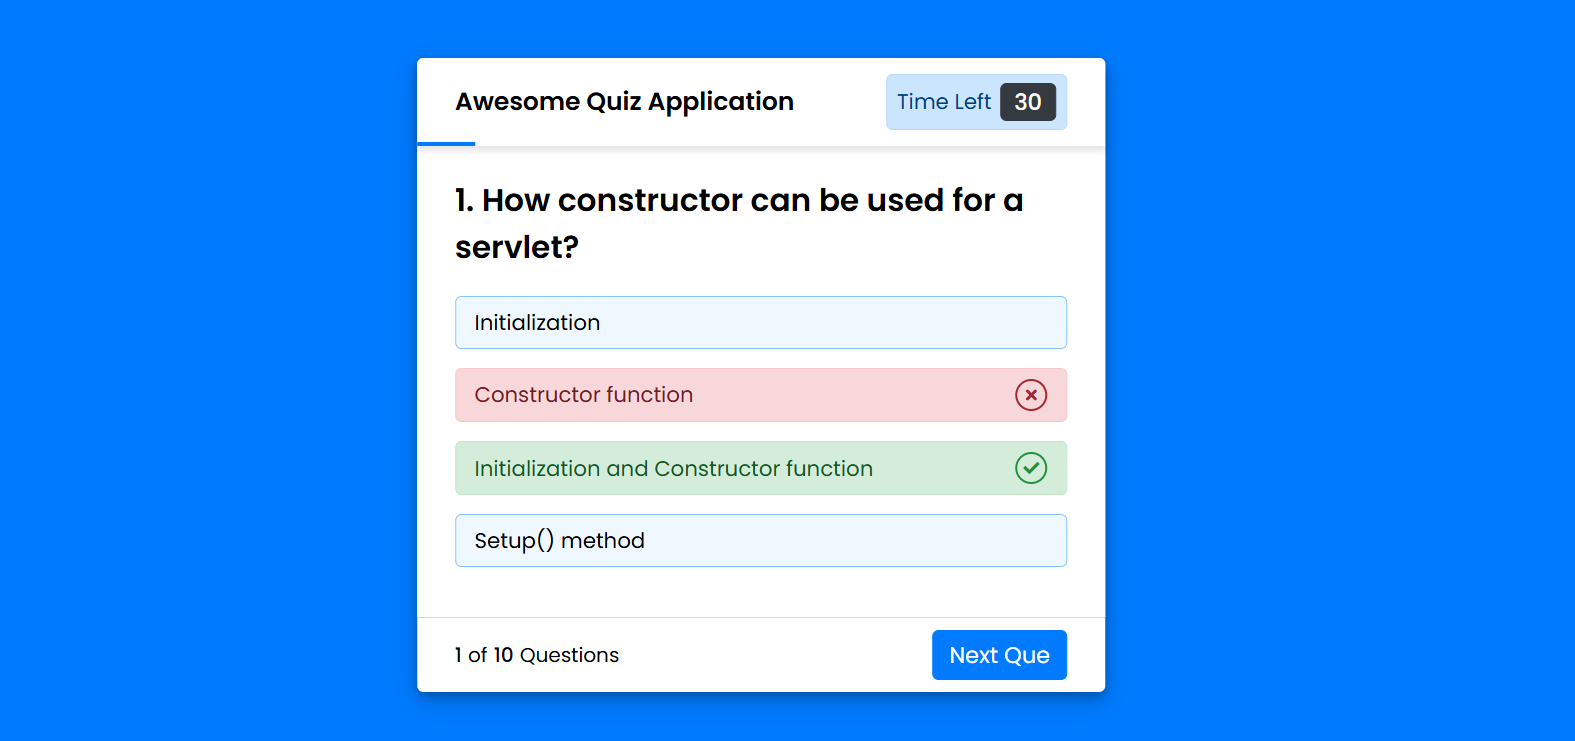 Awesome Quiz Application
Time Left 30
1. How constructor can be used for a
servlet?
Initialization
Constructor function
Initialization and Constructor function
Setup() method
1 of 10 Questions
Next Que